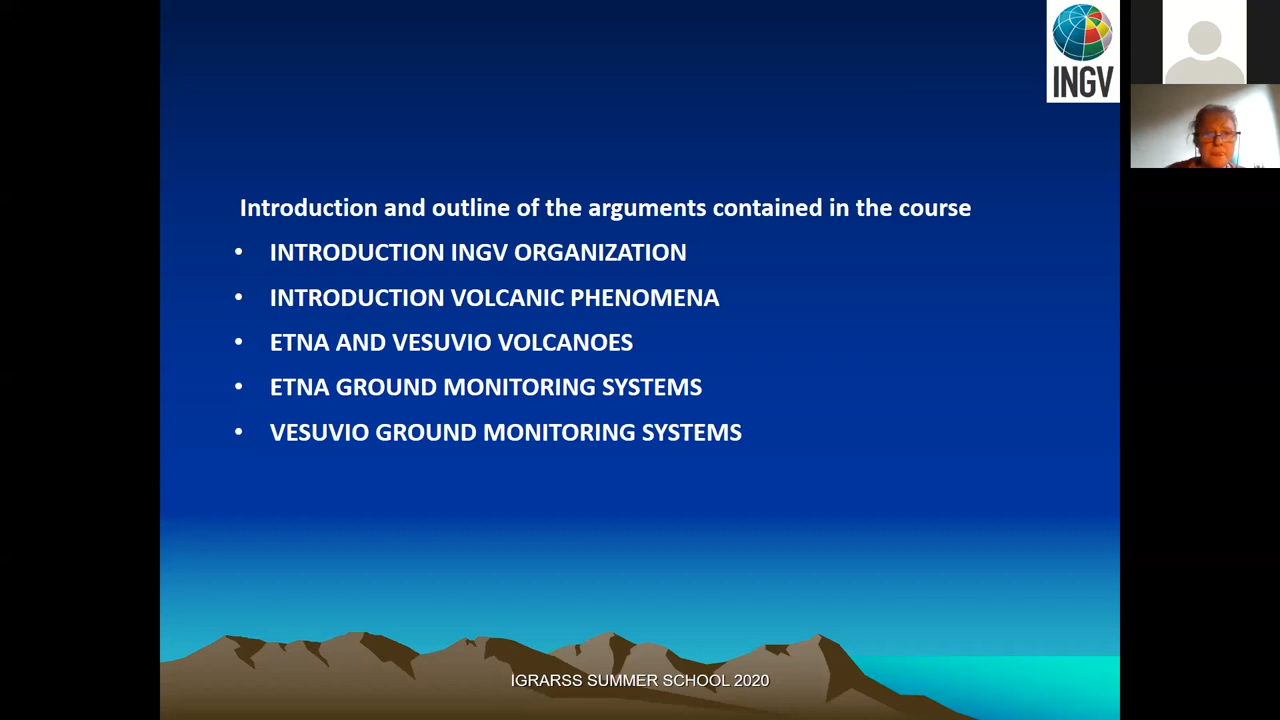 INGV
Introduction and outline of the arguments contained in the course
• INTRODUCTION INGV ORGANIZATION
• INTRODUCTION VOLCANIC PHENOMENA
• ETNA AND VESUVIO VOLCANOES
• ETNA GROUND MONITORING SYSTEMS
• VESUVIO GROUND MONITORING SYSTEMS
IGRARSS SUMMER SCHOOL 2020